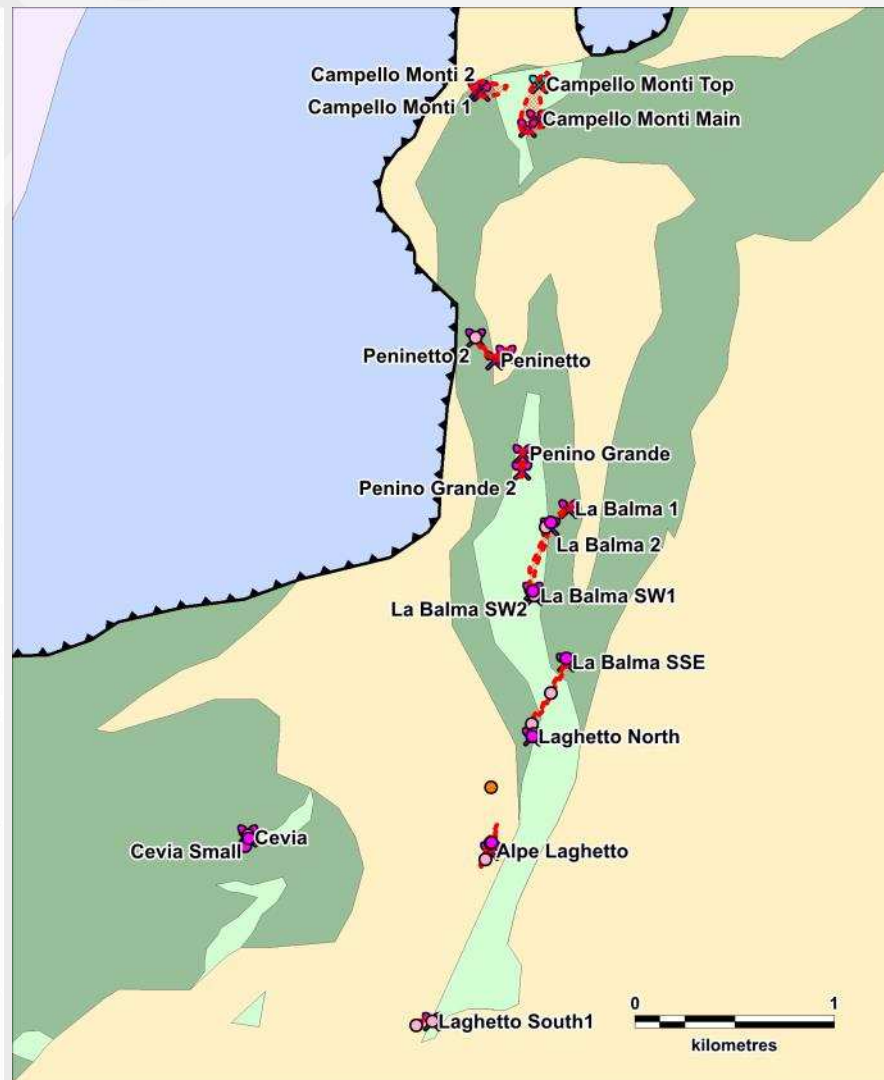 Campello Monti 2
Campello Monti Top
Campello Monti 1
Campello Monti Main
Peninetto 2
Peninetto
Penino Grande
Penino Grande 2
La Balma 1
La Balma 2
La Balma SW1
La Balma SW2
La Balma SSE
Laghetto North
Cevia
Cevia Small
Alpe Laghetto
Laghetto South1
0 1
kilometres